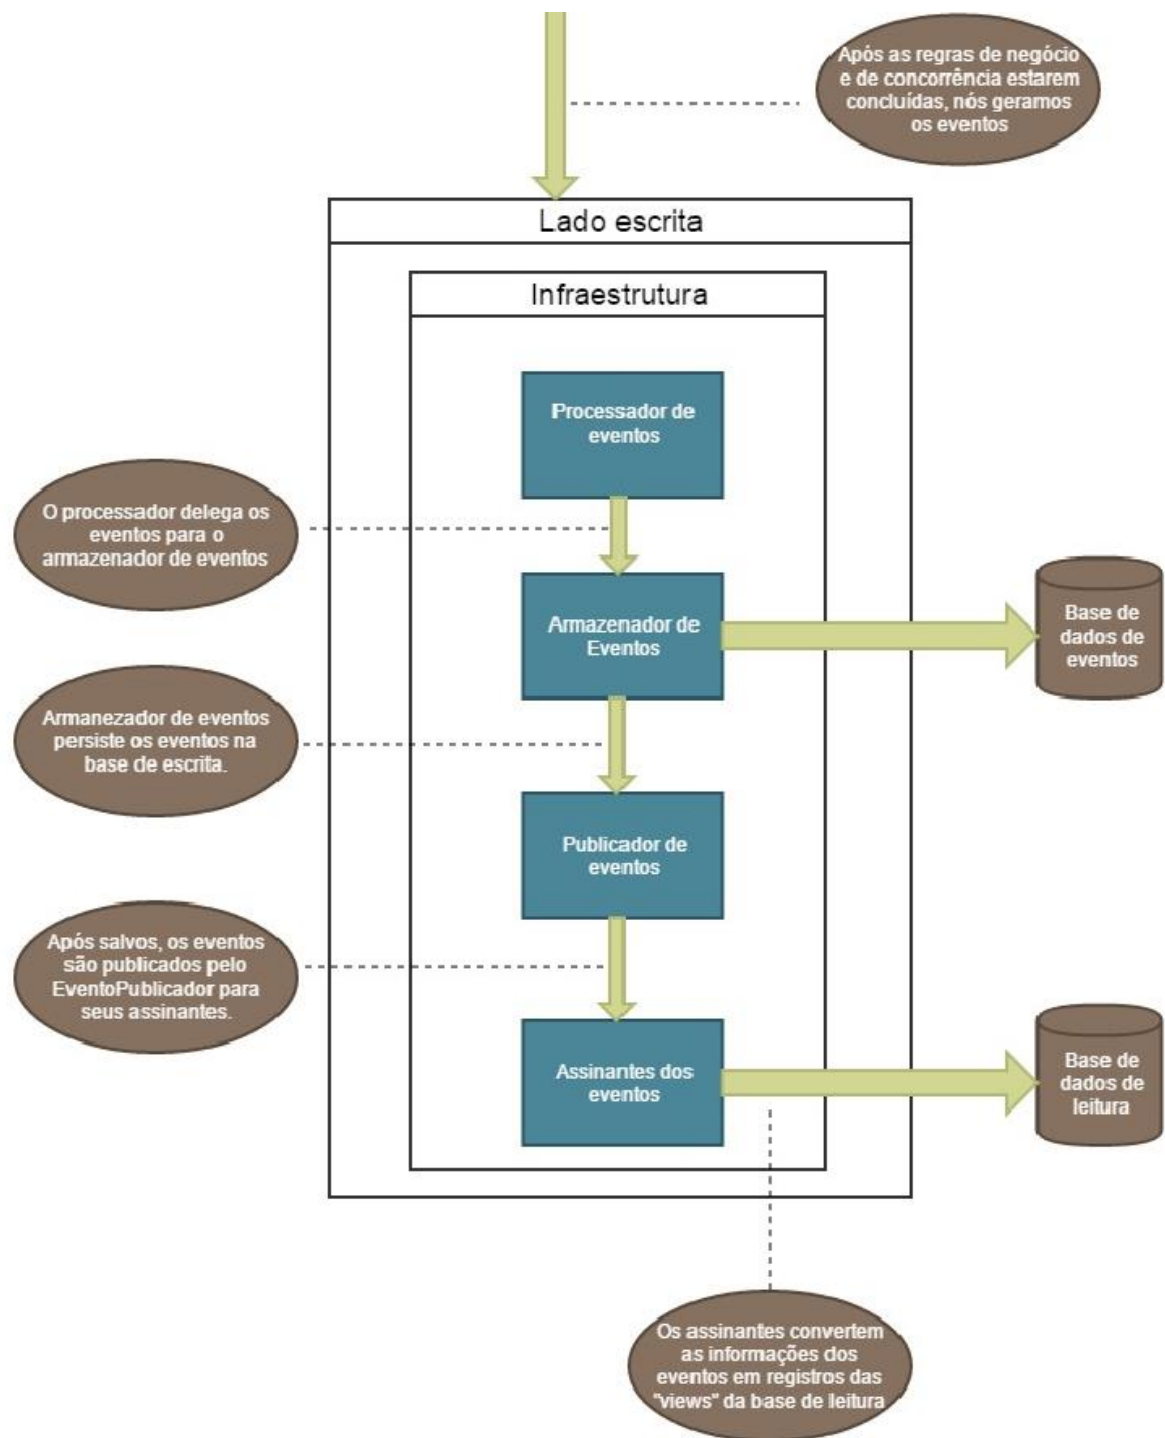 Após as regras de negócio
e de concorrência estarem
concluídas, nós geramos
os eventos
Lado escrita
Infraestrutura
Processador de
eventos
O processador delega os
eventos para o
armazenador de eventos
Armazenador de
Eventos
Base de
dados de
eventos
Armanezador de eventos
persiste os eventos na
base de escrita.
Publicador de
eventos
Após salvos, os eventos
são publicados pelo
EventoPublicador para
seus assinantes.
Assinantes dos
eventos
Base de
dados de
leitura
Os assinantes convertem
as informações dos
eventos em registros das
"views" da base de leitura